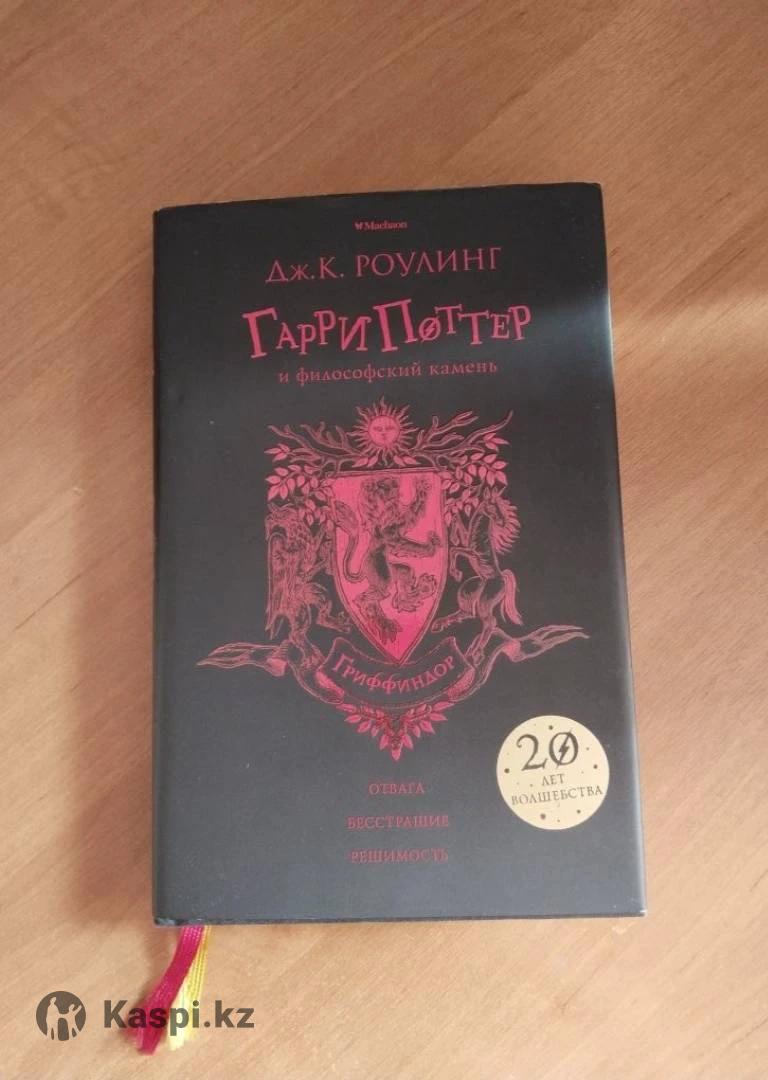 Machaon
Дж.К. РОУЛИНГ
ГАРРИ ПОТТЕР
и философский камень
ГРИФФИНДОР
20
ЛЕТ
ВОЛШЕБСТВА
ОТВАГА
БЕССТРАШИЕ
РЕШИМОСТЬ
Kaspi.kz